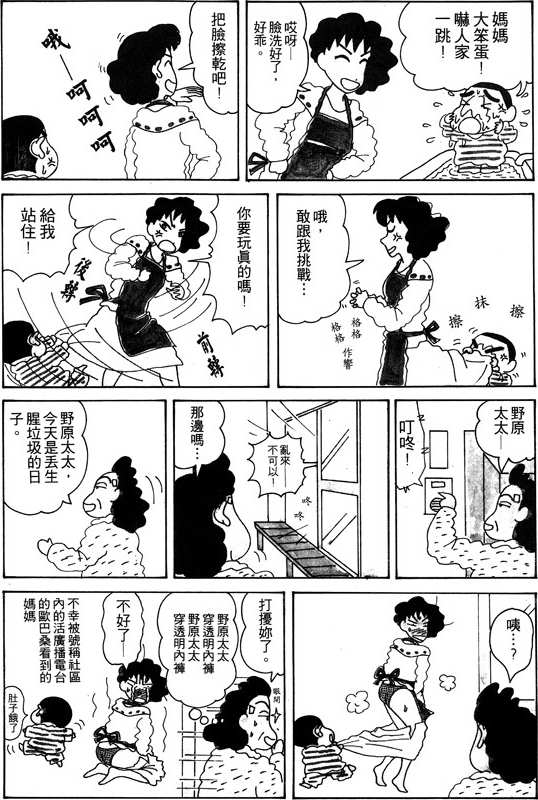 媽媽
大笨蛋！
嚇人家
一跳！
哎呀—
臉洗好了，
好乖。
把臉擦乾吧！
哦—呵呵呵
哦，
敢跟我挑戰…
擦
抹
擦
格格
格格
作響
你要玩真的嗎！
前轉
後轉
給我
站住！
野原
太太—
叮咚！
亂來—
不可以！
咚
咚
那邊嗎…
野原太太，
今天是丟生
腥垃圾的日
子。
咦…？
打擾妳了。
眼開
野原太太
穿透明內褲
野原太太
穿透明內褲
不好了—
不幸被號稱社區
內的活廣播電台
的歐巴桑看到的
媽媽
肚子餓了